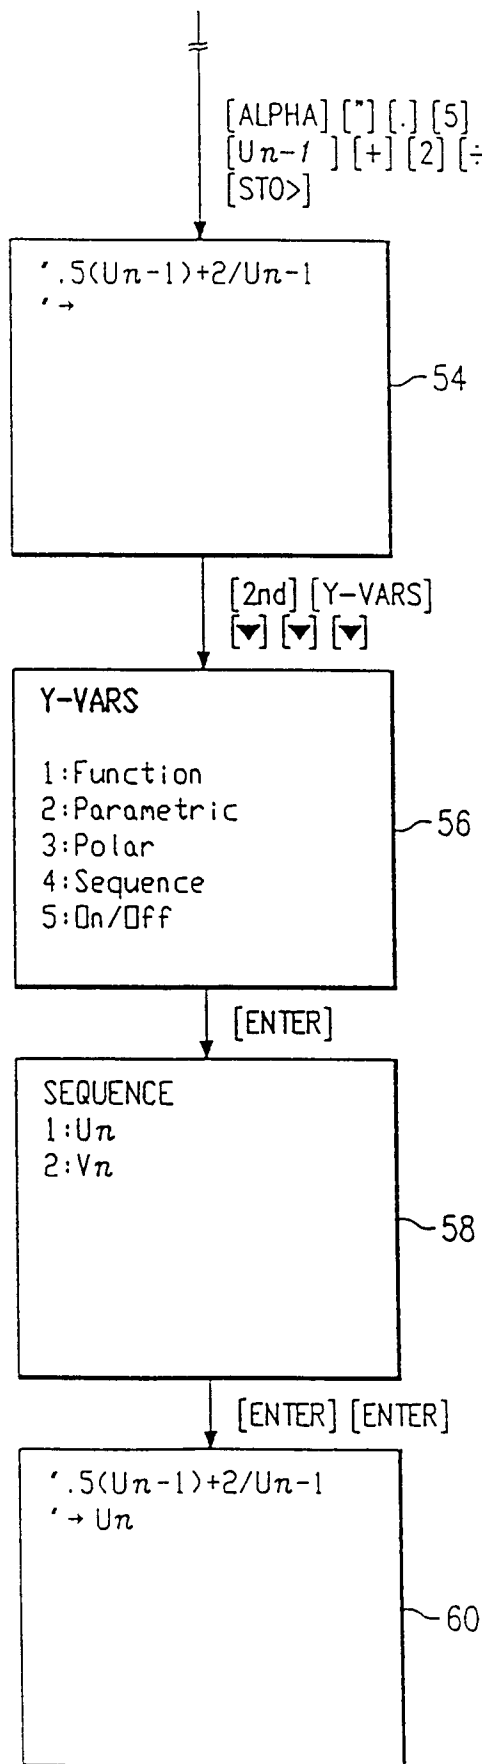 [ALPHA] ["] [.] [5]
[Un-1 ] [+] [2] [÷
[STO>]
'.5(Un-1)+2/Un-1
'→
54
[2nd] [Y-VARS]
[▼] [▼] [▼]
Y-VARS
1:Function
2:Parametric
3:Polar
4:Sequence
5:On/Off
56
[ENTER]
SEQUENCE
1:Un
2:Vn
58
[ENTER] [ENTER]
'.5(Un-1)+2/Un-1
'→ Un
60